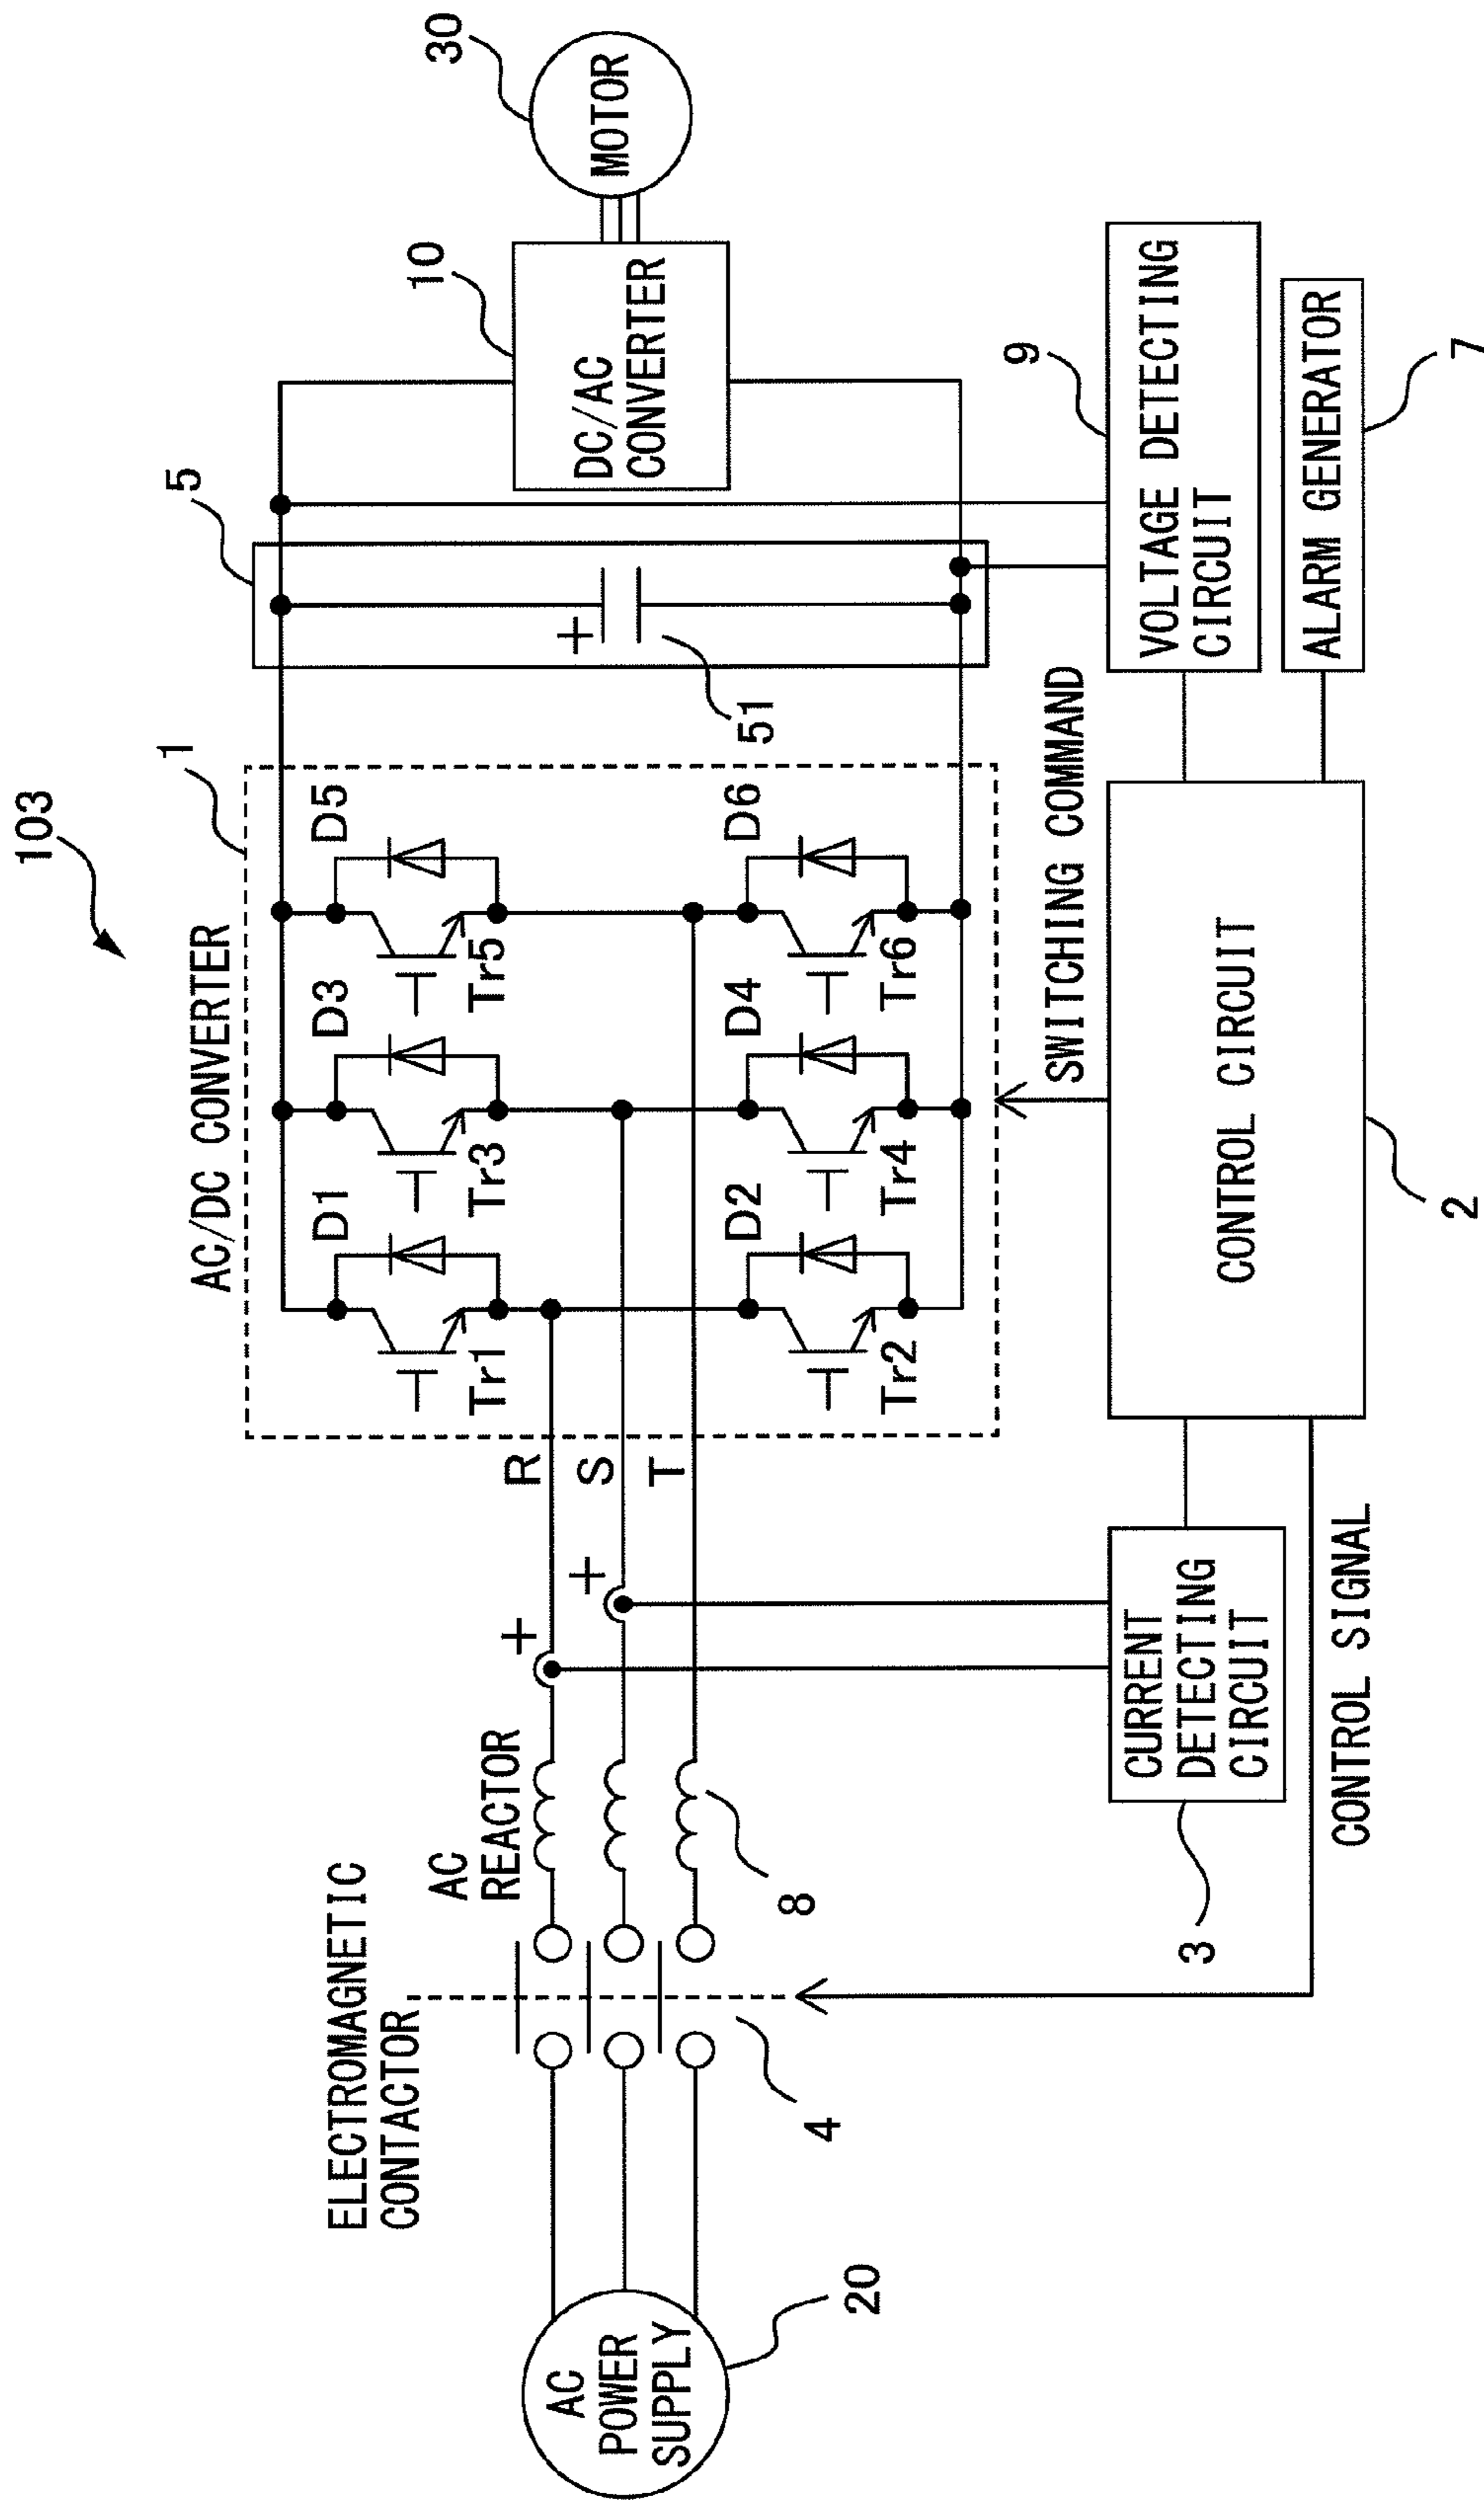 103
AC/DC CONVERTER
1
5
10
30
MOTOR
DC/AC
CONVERTER
ELECTROMAGNETIC
CONTACTOR
AC
REACTOR
D1
D3
D5
Tr1
Tr3
Tr5
+
51
R
S
T
+
+
D2
D4
D6
Tr2
Tr4
Tr6
AC
POWER
SUPPLY
20
4
8
SWITCHING COMMAND
9
CURRENT
DETECTING
CIRCUIT
3
CONTROL CIRCUIT
2
VOLTAGE DETECTING
CIRCUIT
ALARM GENERATOR
7
CONTROL SIGNAL